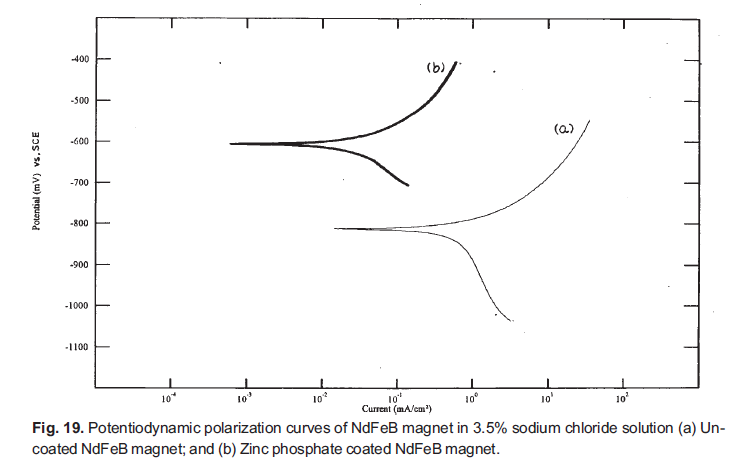 -400
(b)
-500
(a)
-600
-700
-800
-900
-1000
-1100
Potential (mV) vs. SCE
10⁻⁴ 10⁻³ 10⁻² 10⁻¹ 10⁰ 10¹ 10²
Current (mA/cm²)
Fig. 19. Potentiodynamic polarization curves of NdFeB magnet in 3.5% sodium chloride solution (a) Un-
coated NdFeB magnet; and (b) Zinc phosphate coated NdFeB magnet.